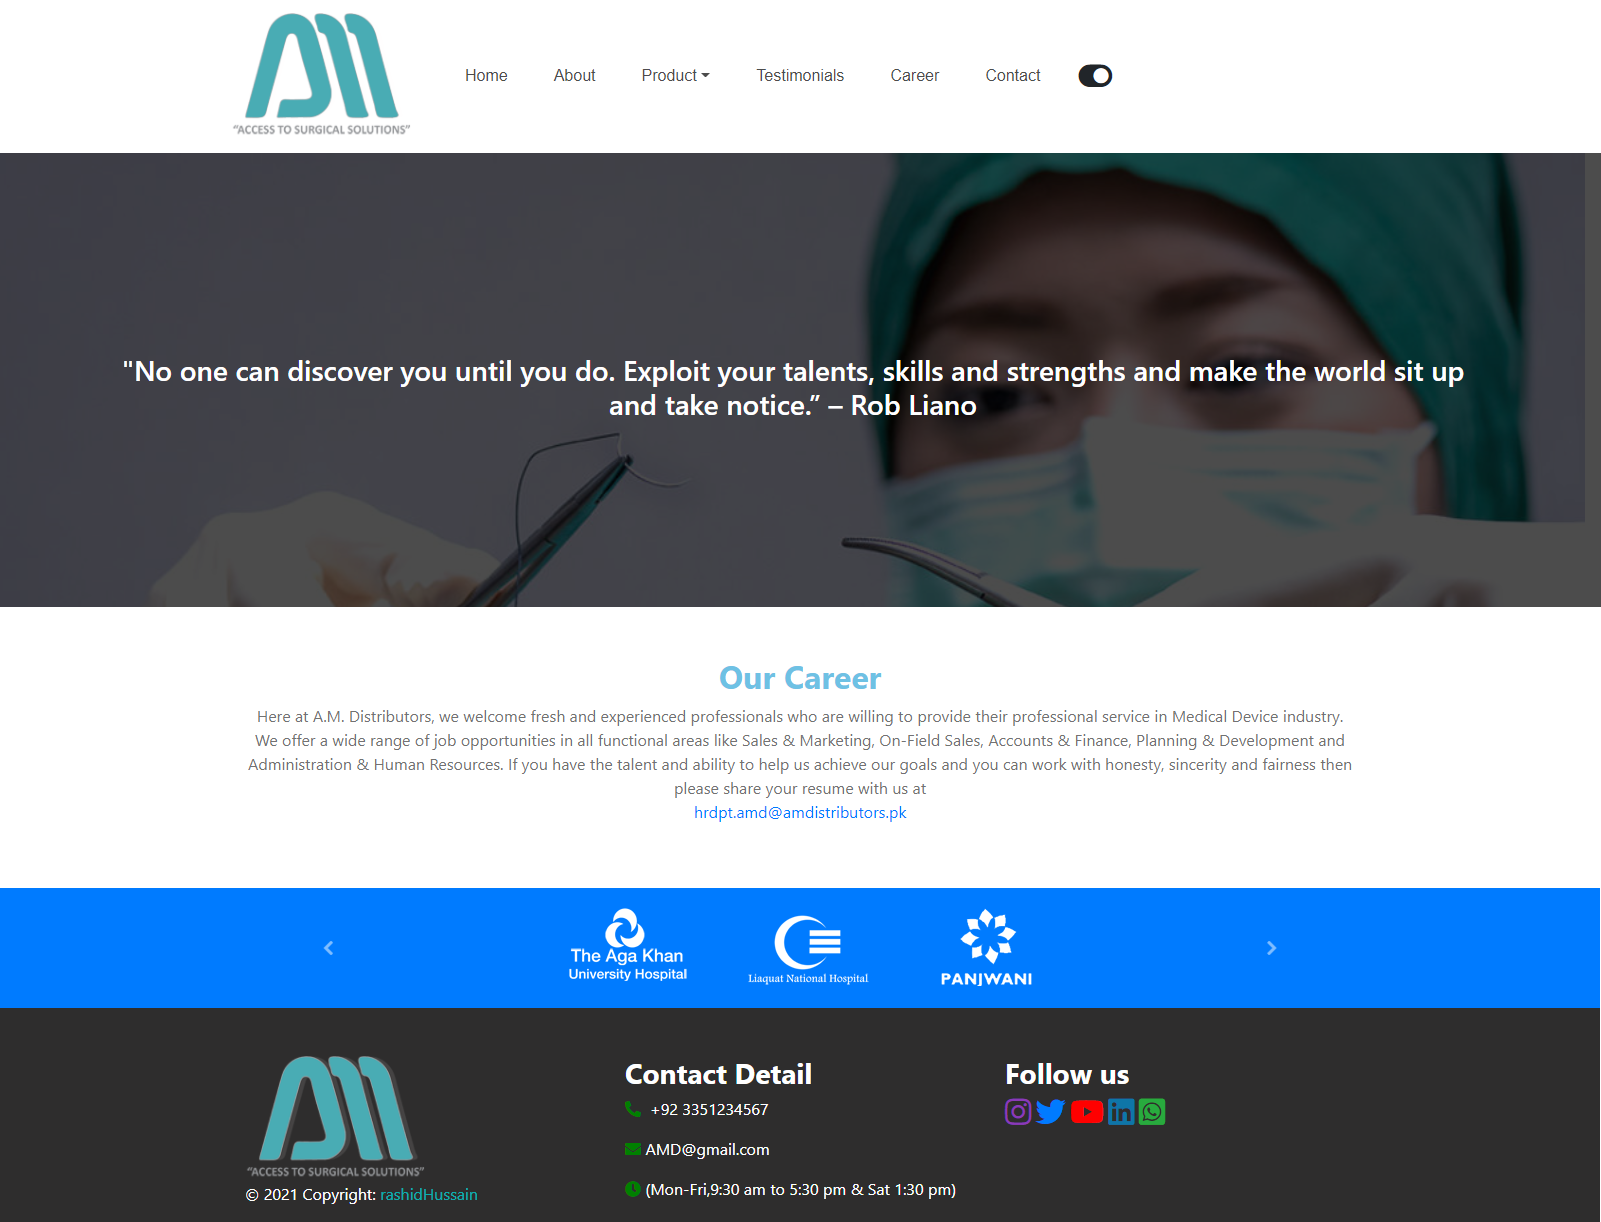 "ACCESS TO SURGICAL SOLUTIONS"
Home
About
Product
Testimonials
Career
Contact
"No one can discover you until you do. Exploit your talents, skills and strengths and make the world sit up
and take notice.” – Rob Liano
Our Career
Here at A.M. Distributors, we welcome fresh and experienced professionals who are willing to provide their professional service in Medical Device industry.
We offer a wide range of job opportunities in all functional areas like Sales & Marketing, On-Field Sales, Accounts & Finance, Planning & Development and
Administration & Human Resources. If you have the talent and ability to help us achieve our goals and you can work with honesty, sincerity and fairness then
please share your resume with us at
hrdpt.amd@amdistributors.pk
The Aga Khan
University Hospital
Liaquat National Hospital
PANJWANI
"ACCESS TO SURGICAL SOLUTIONS"
© 2021 Copyright: rashidHussain
Contact Detail
+92 3351234567
AMD@gmail.com
(Mon-Fri,9:30 am to 5:30 pm & Sat 1:30 pm)
Follow us